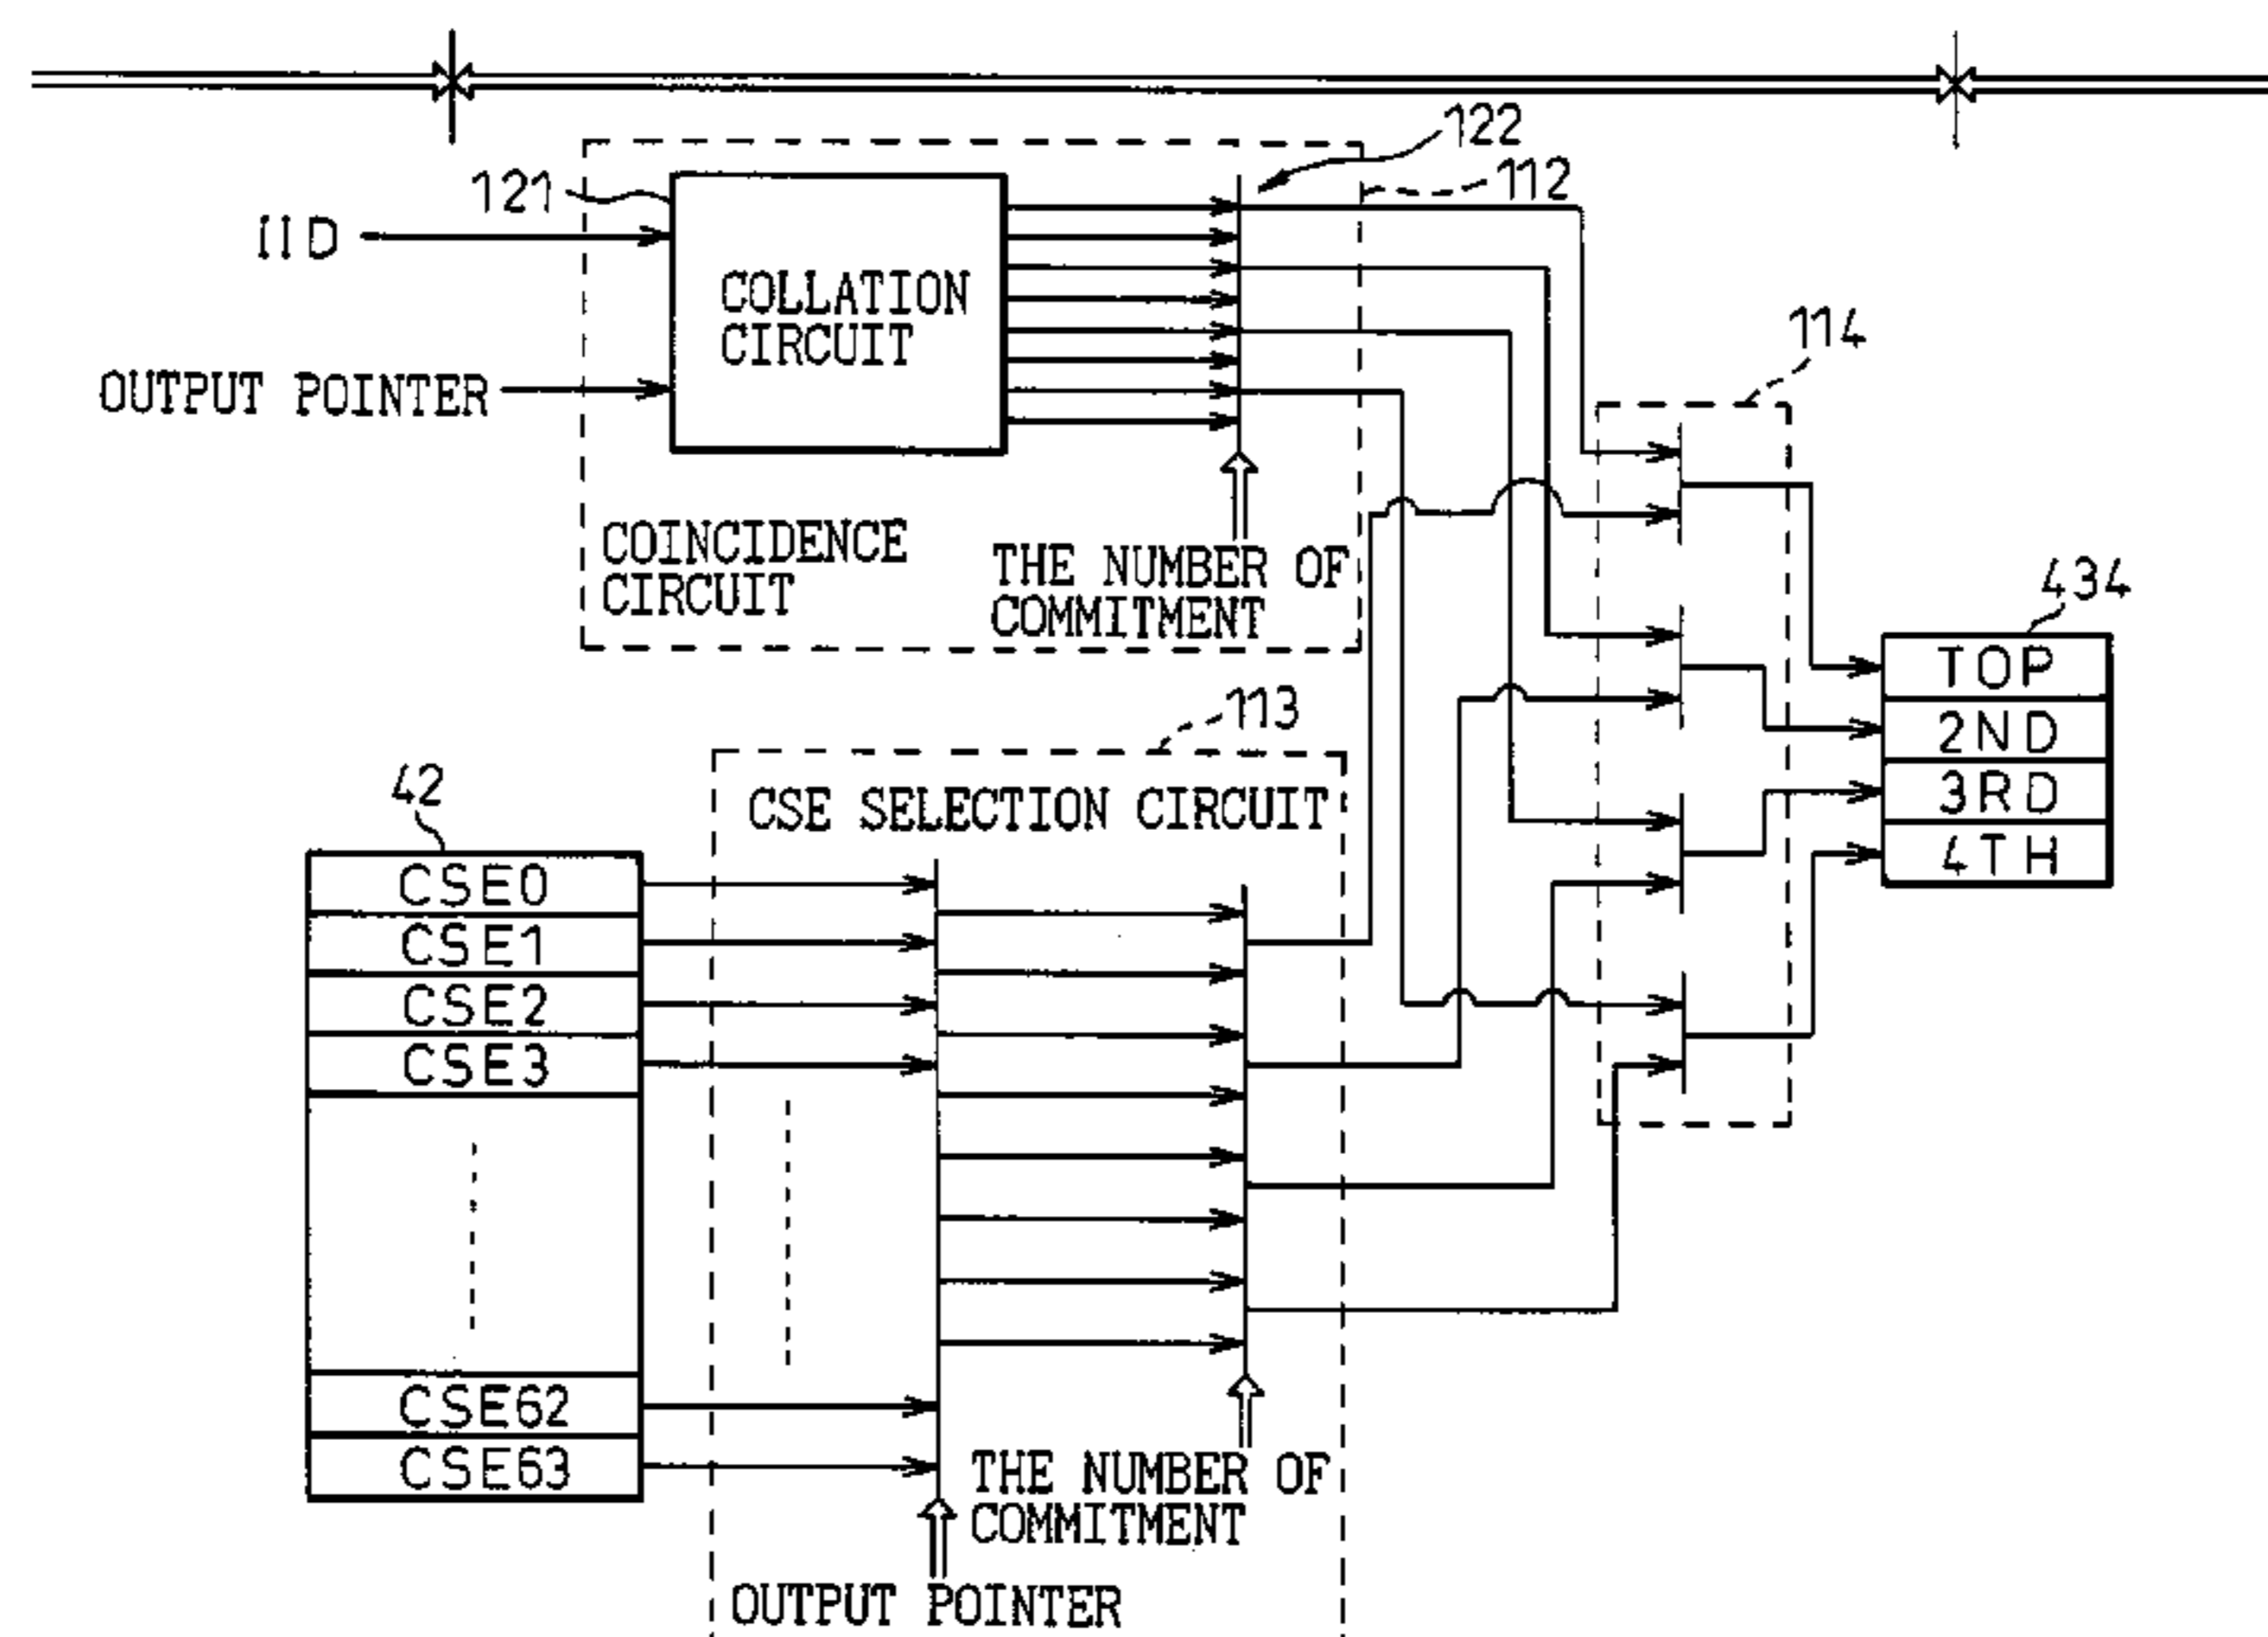 122
121
112
IID
COLLATION
CIRCUIT
114
OUTPUT POINTER
COINCIDENCE
CIRCUIT
THE NUMBER OF
COMMITMENT
434
TOP
2ND
3RD
4TH
113
42
CSE SELECTION CIRCUIT
CSE0
CSE1
CSE2
CSE3
CSE62
CSE63
THE NUMBER OF
COMMITMENT
OUTPUT POINTER